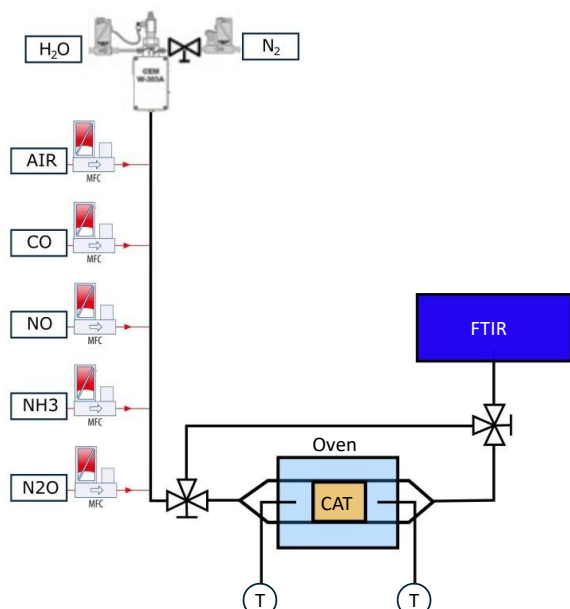 H₂O
N₂
CEM
W-303A
AIR
MFC
CO
MFC
NO
MFC
NH3
MFC
N2O
MFC
FTIR
Oven
CAT
T
T